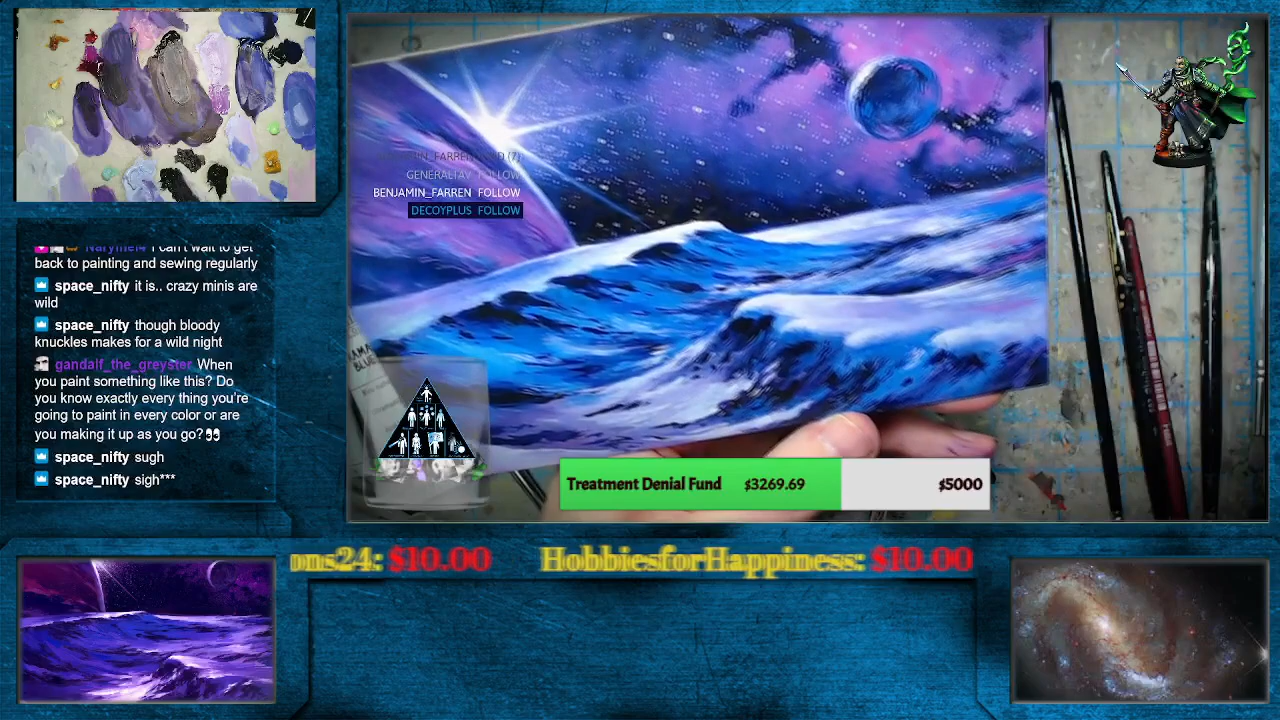 GENERALTAV FOLLOW
BENJAMIN_FARREN FOLLOW
DECOYPLUS FOLLOW
I can't wait to get
back to painting and sewing regularly
space_nifty it is.. crazy minis are
wild
space_nifty though bloody
knuckles makes for a wild night
gandalf_the_greyster When
you paint something like this? Do
you know exactly every thing you're
going to paint in every color or are
you making it up as you go?👀
space_nifty sugh
space_nifty sigh***
Treatment Denial Fund $3269.69 $5000
ons24: $10.00 HobbiesforHappiness: $10.00